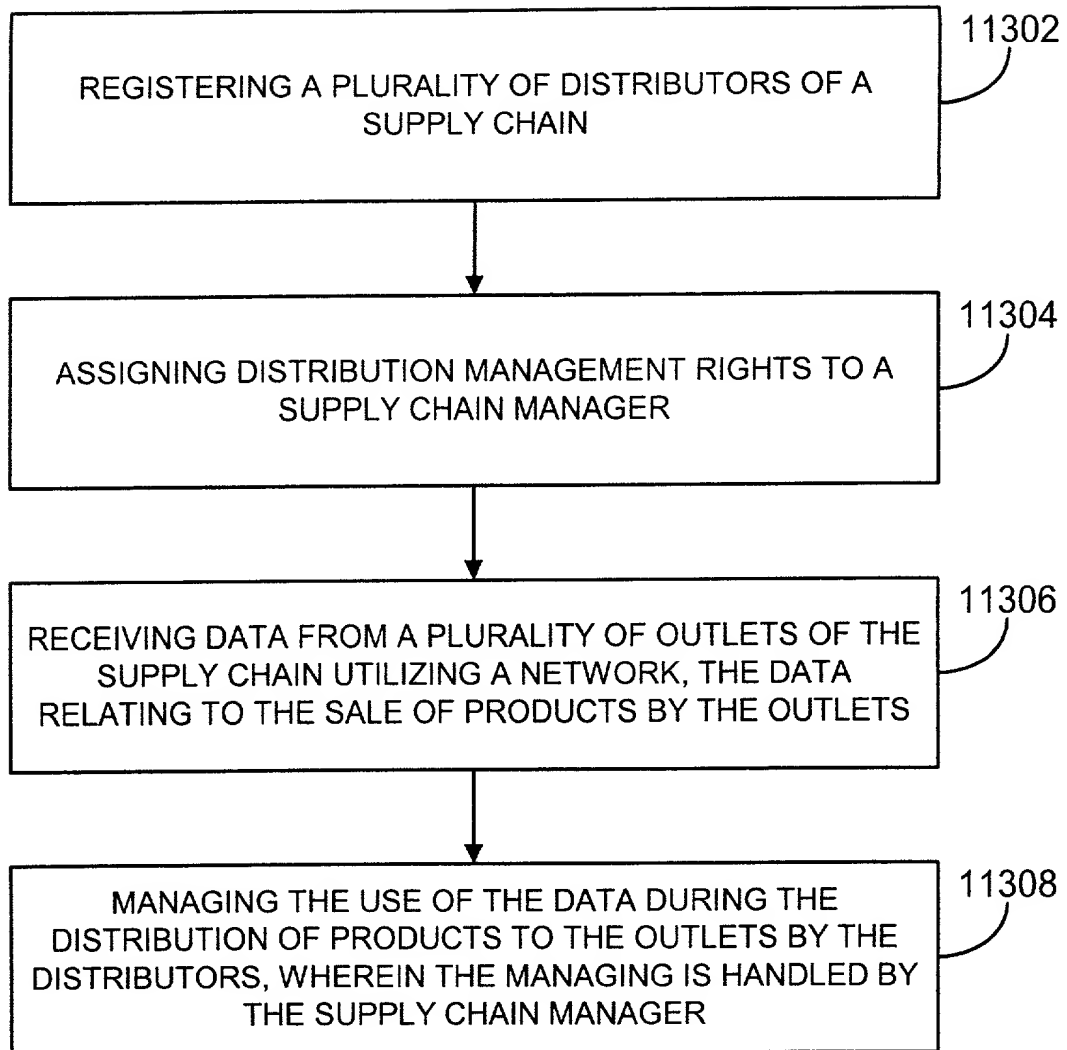 11302
REGISTERING A PLURALITY OF DISTRIBUTORS OF A
SUPPLY CHAIN
11304
ASSIGNING DISTRIBUTION MANAGEMENT RIGHTS TO A
SUPPLY CHAIN MANAGER
11306
RECEIVING DATA FROM A PLURALITY OF OUTLETS OF THE
SUPPLY CHAIN UTILIZING A NETWORK, THE DATA
RELATING TO THE SALE OF PRODUCTS BY THE OUTLETS
11308
MANAGING THE USE OF THE DATA DURING THE
DISTRIBUTION OF PRODUCTS TO THE OUTLETS BY THE
DISTRIBUTORS, WHEREIN THE MANAGING IS HANDLED BY
THE SUPPLY CHAIN MANAGER